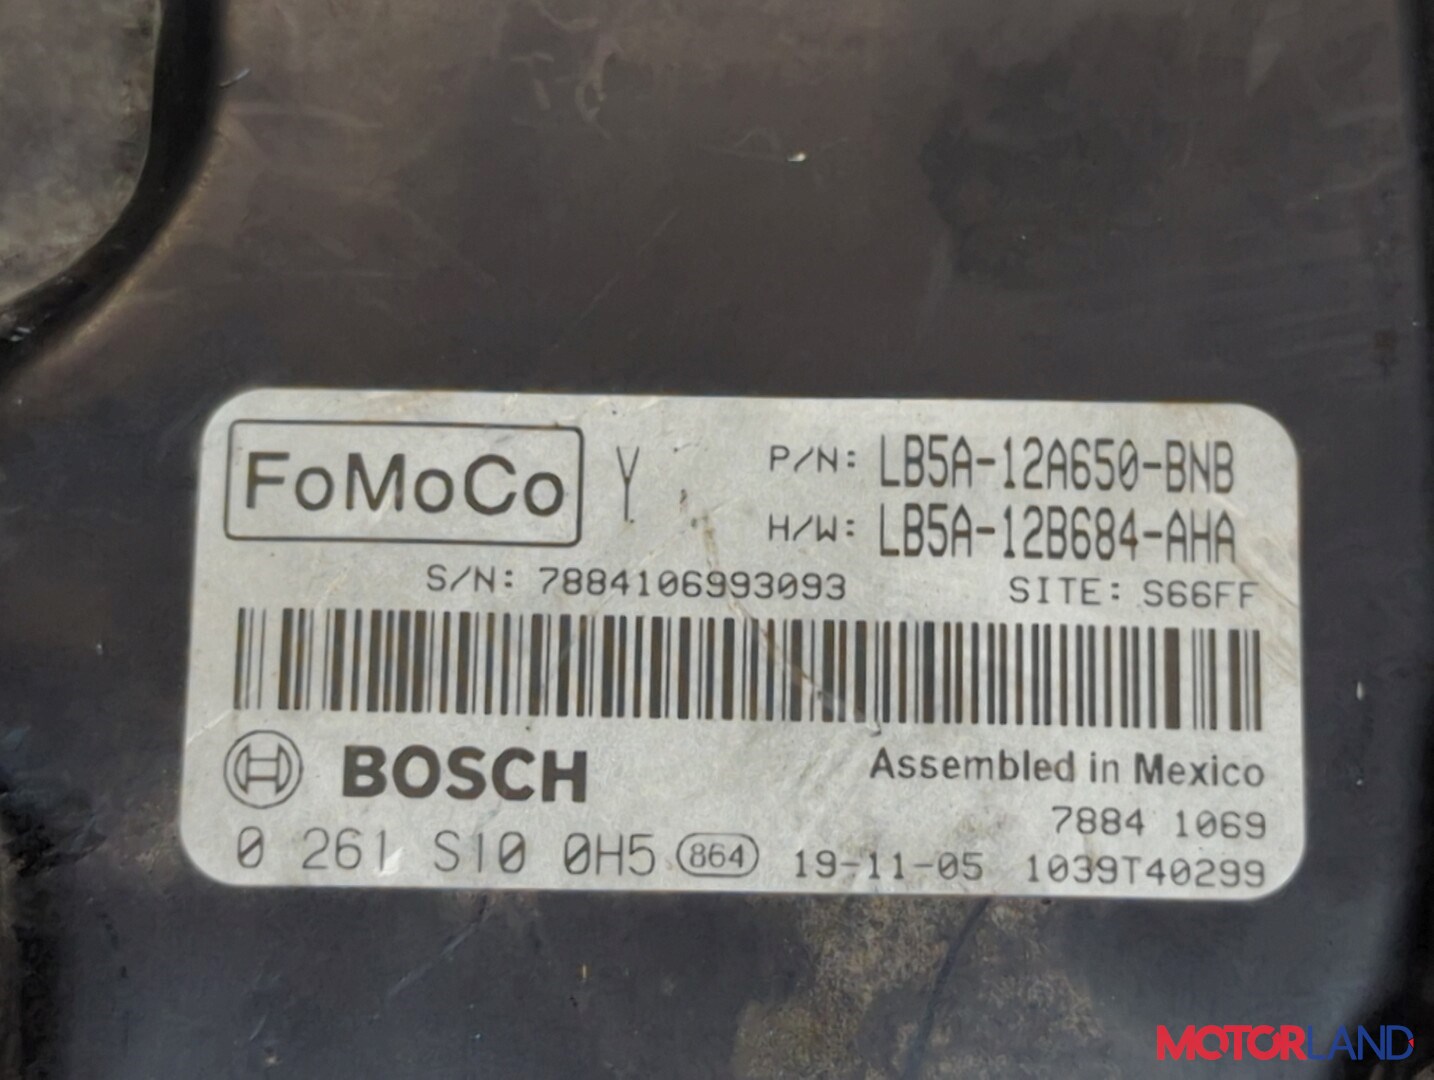 FoMoCo Y P/N: LB5A-12A650-BNB
H/W: LB5A-12B684-AHA
S/N: 7884106993093 SITE: S66FF
BOSCH Assembled in Mexico
7884 1069
0 261 S10 0H5 864 19-11-05 1039T40299
MOTORLAND